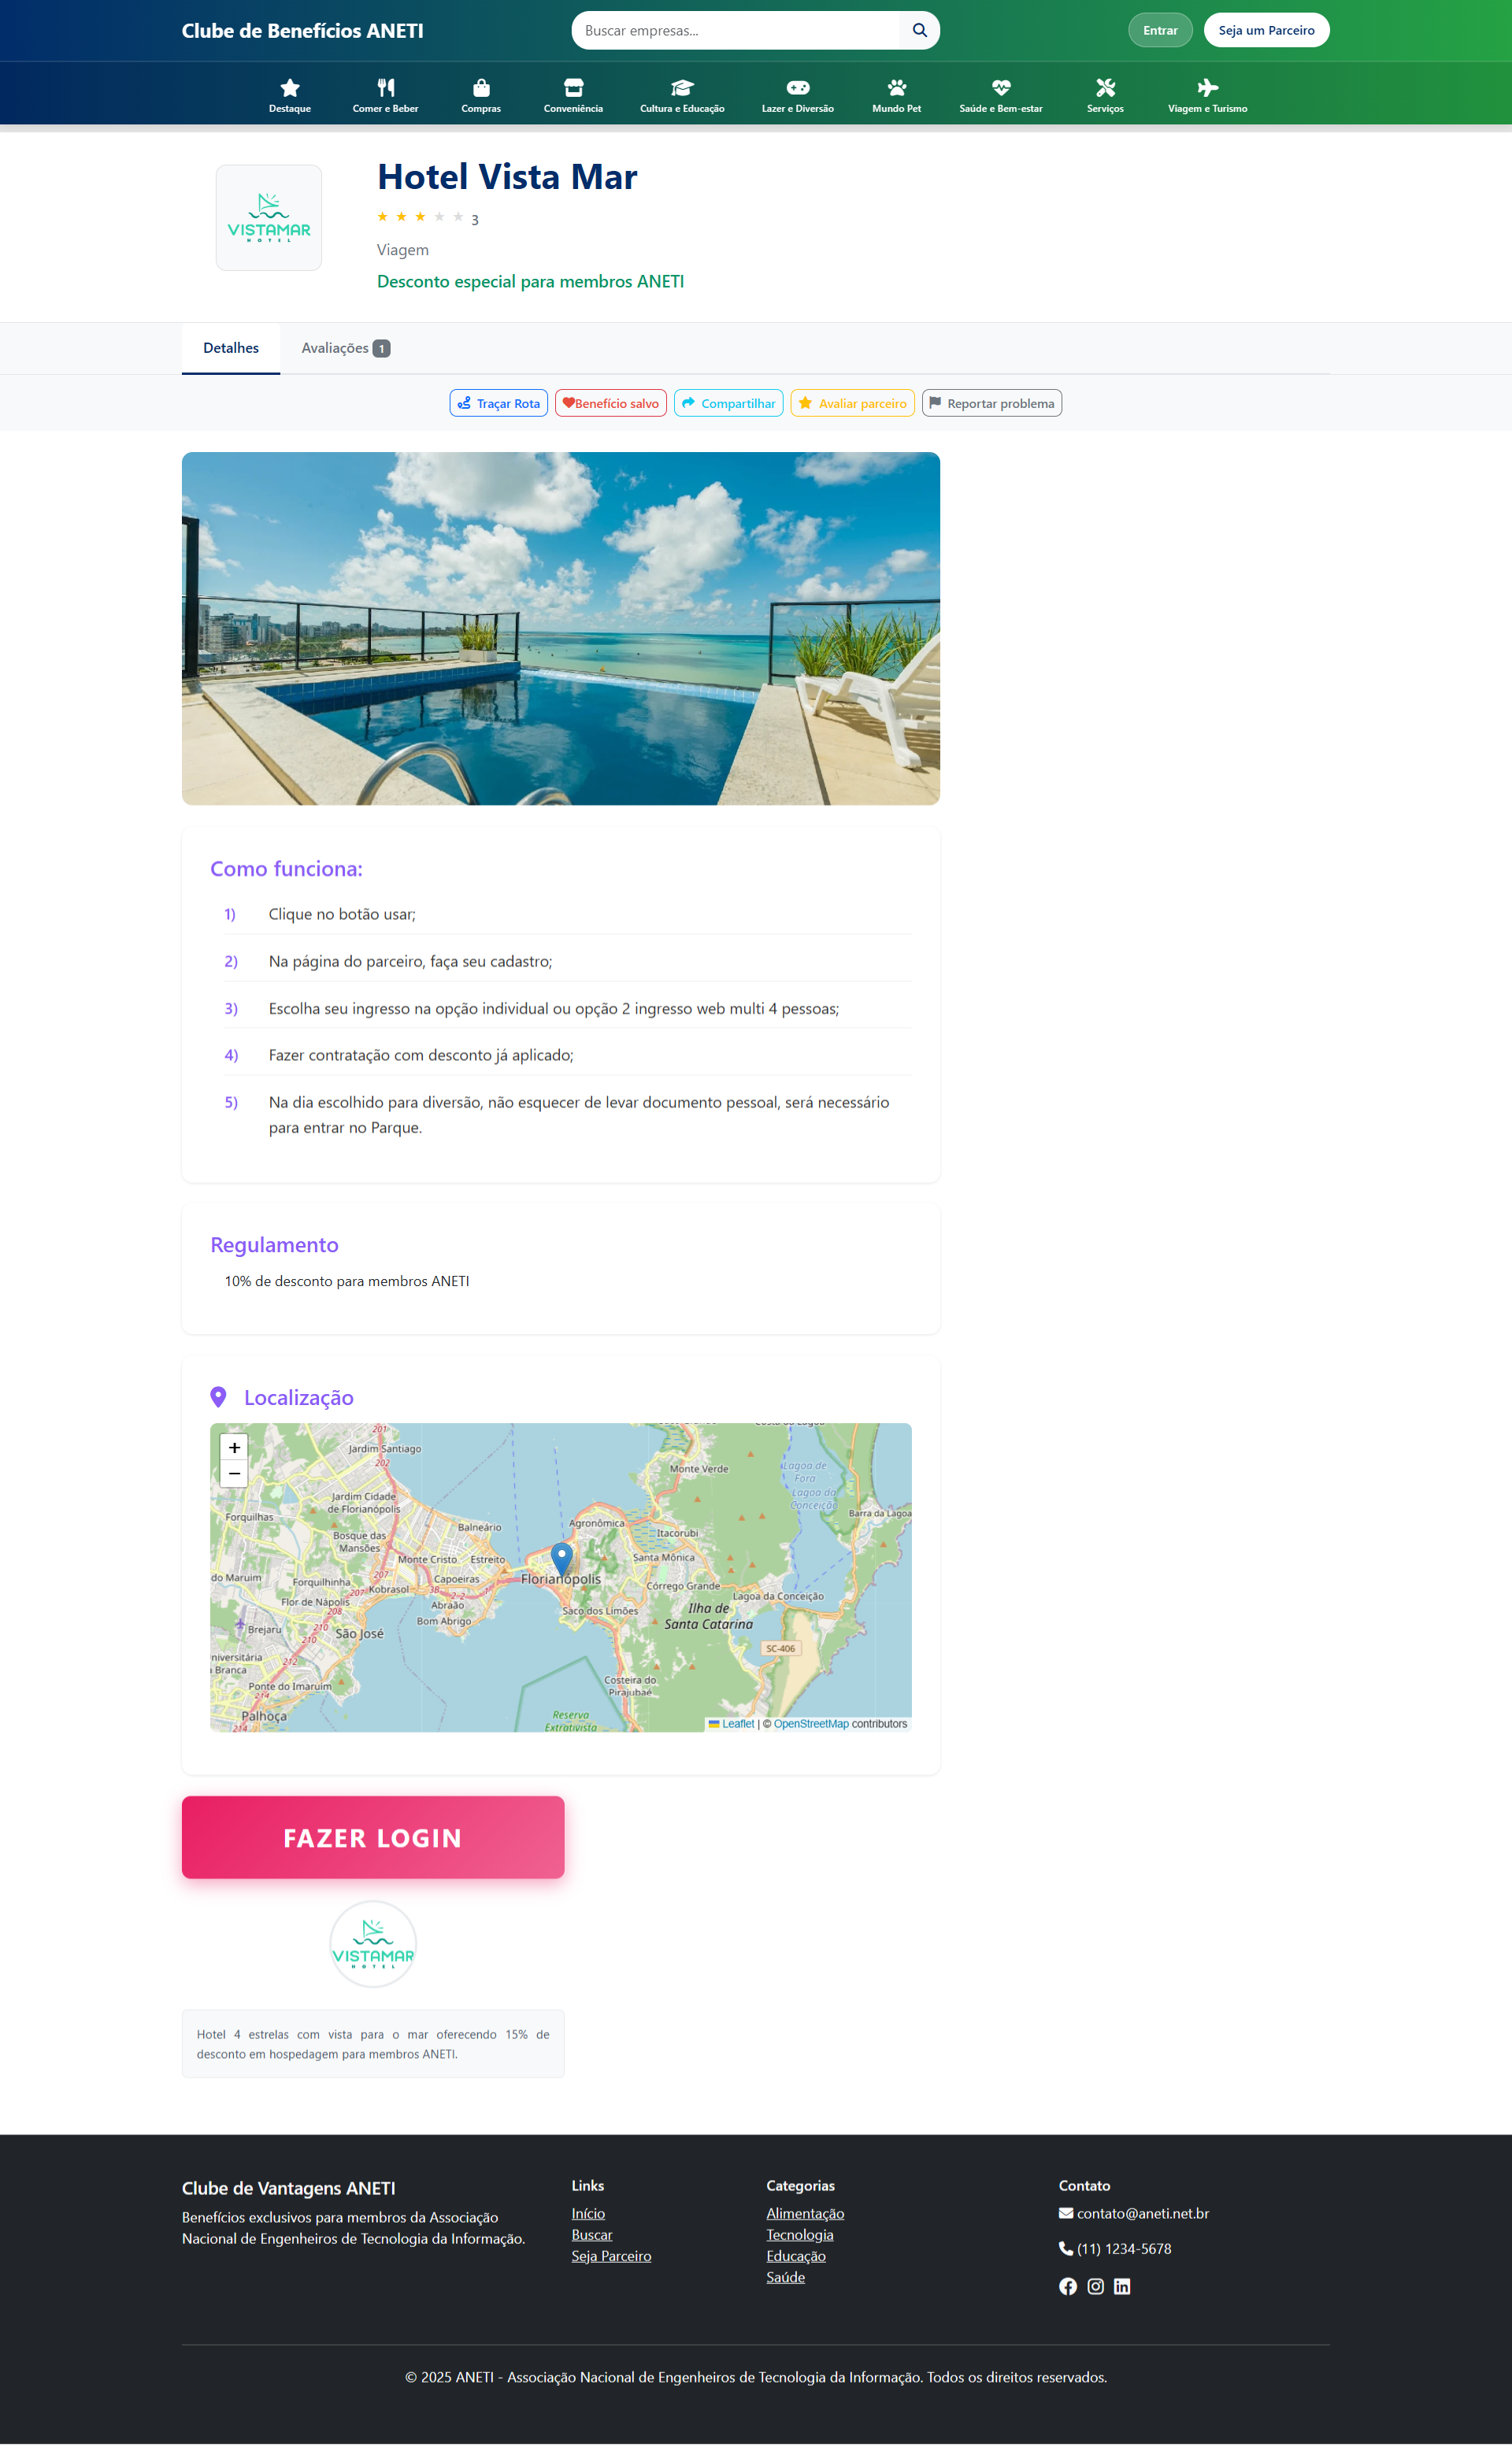 Clube de Benefícios ANETI
Buscar empresas...
Entrar
Seja um Parceiro
Destaque
Comer e Beber
Compras
Conveniência
Cultura e Educação
Lazer e Diversão
Mundo Pet
Saúde e Bem-estar
Serviços
Viagem e Turismo
VISTAMAR
HOTEL
Hotel Vista Mar
3
Viagem
Desconto especial para membros ANETI
Detalhes
Avaliações 1
Traçar Rota
Benefício salvo
Compartilhar
Avaliar parceiro
Reportar problema
Como funciona:
1) Clique no botão usar;
2) Na página do parceiro, faça seu cadastro;
3) Escolha seu ingresso na opção individual ou opção 2 ingresso web multi 4 pessoas;
4) Fazer contratação com desconto já aplicado;
5) Na dia escolhido para diversão, não esquecer de levar documento pessoal, será necessário
para entrar no Parque.
Regulamento
10% de desconto para membros ANETI
Localização
+
−
201
Jardim Santiago
202
Monte Verde
Lagoa de
Fora
Lagoa da
Conceição
Jardim Cidade
de Florianópolis
Forquilhas
Barra da Lagoa
Bosque das
Mansões
Balneário
Agronômica
Itacorubi
Monte Cristo
Estreito
Santa Mônica
do Maruim
Forquilhinha
207
Kobrasol
Capoeiras
Florianópolis
Córrego Grande
Lagoa da Conceição
Flor de Nápolis
208
Abraão
Saco dos Limões
Ilha de
Santa Catarina
Bom Abrigo
210
Brejaru
São José
210
SC-406
niversitária
a Branca
212
Ponte do Imaruim
Costeira do
Pirajubaé
214
Palhoça
214
Reserva
Extrativista
Leaflet | © OpenStreetMap contributors
FAZER LOGIN
VISTAMAR
HOTEL
Hotel 4 estrelas com vista para o mar oferecendo 15% de
desconto em hospedagem para membros ANETI.
Clube de Vantagens ANETI
Benefícios exclusivos para membros da Associação
Nacional de Engenheiros de Tecnologia da Informação.
Links
Início
Buscar
Seja Parceiro
Categorias
Alimentação
Tecnologia
Educação
Saúde
Contato
contato@aneti.net.br
(11) 1234-5678
© 2025 ANETI - Associação Nacional de Engenheiros de Tecnologia da Informação. Todos os direitos reservados.